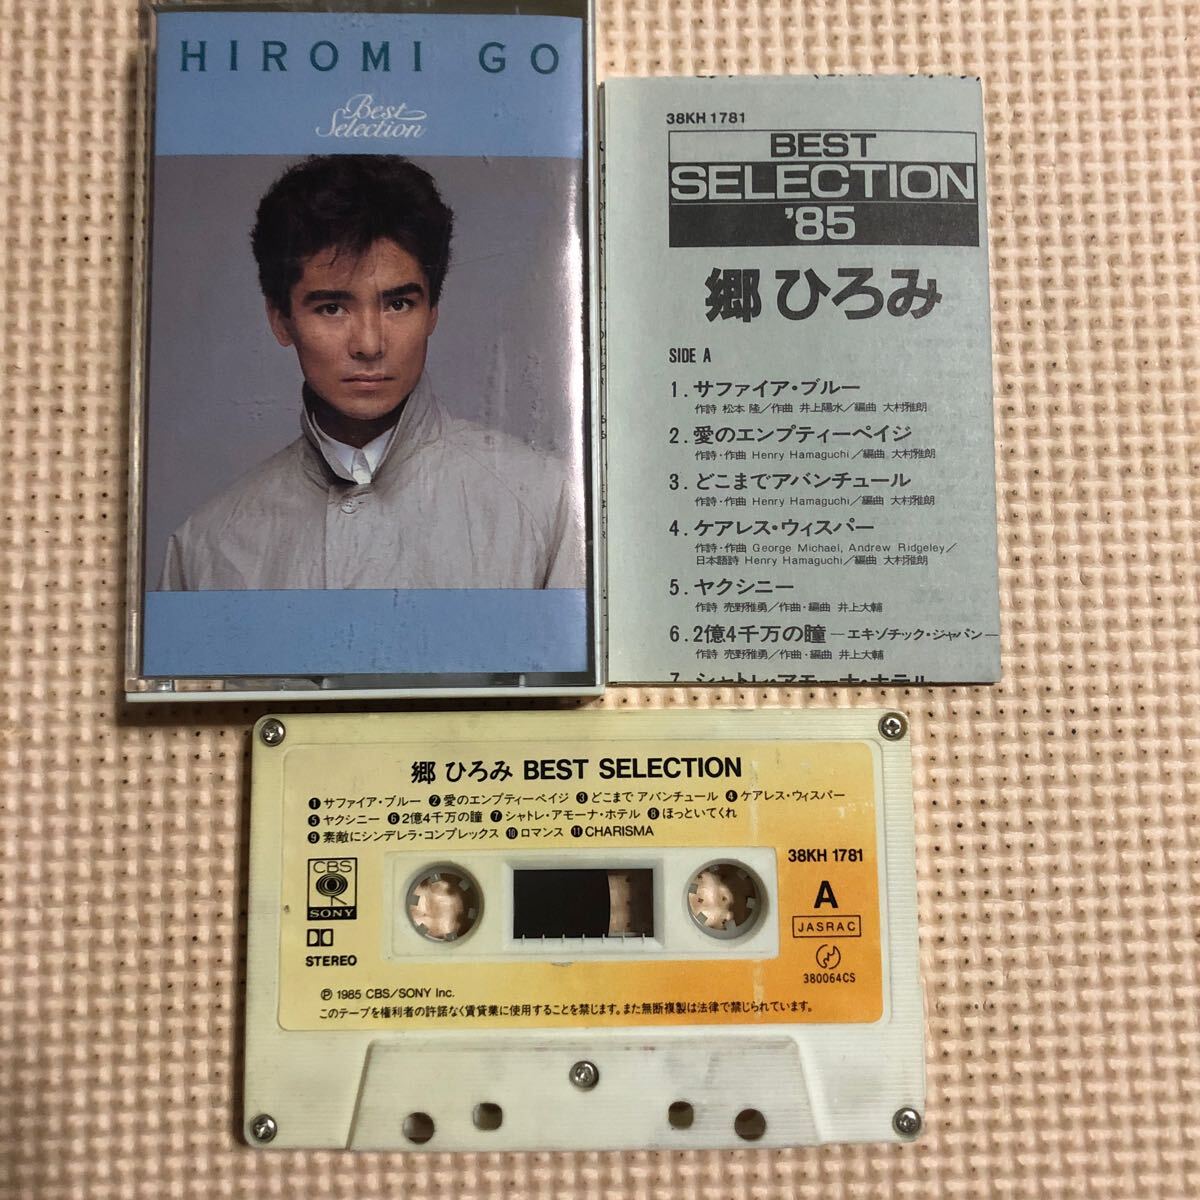 HIROMI GO
Best
Selection
38KH 1781
BEST
SELECTION
'85
郷ひろみ
SIDE A
1. サファイア・ブルー
作詩 松本 隆／作曲 井上陽水／編曲 大村雅朗
2. 愛のエンプティーペイジ
作詩・作曲 Henry Hamaguchi／編曲 大村雅朗
3. どこまでアバンチュール
作詩・作曲 Henry Hamaguchi／編曲 大村雅朗
4. ケアレス・ウィスパー
作詩・作曲 George Michael, Andrew Ridgeley／
日本語詩 Henry Hamaguchi／編曲 大村雅朗
5. ヤクシニー
作詩 売野雅勇／作曲・編曲 井上大輔
6. 2億4千万の瞳 ―エキゾチック・ジャパン―
作詩 売野雅勇／作曲・編曲 井上大輔
7. シャトレ・アモーナ・ホテル
郷 ひろみ BEST SELECTION
❶サファイア・ブルー ❷愛のエンプティーペイジ ❸どこまで アバンチュール ❹ケアレス・ウィスパー
❺ヤクシニー ❻2億4千万の瞳 ❼シャトレ・アモーナ・ホテル ❽ほっといてくれ
❾素敵にシンデレラ・コンプレックス ❿ロマンス ⓫CHARISMA
CBS
SONY
STEREO
38KH 1781
A
JASRAC
380064CS
Ⓟ 1985 CBS/SONY Inc.
このテープを権利者の許諾なく賃貸業に使用することを禁じます。また無断複製は法律で禁じられています。